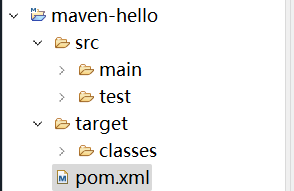 maven-hello
src
main
test
target
classes
pom.xml